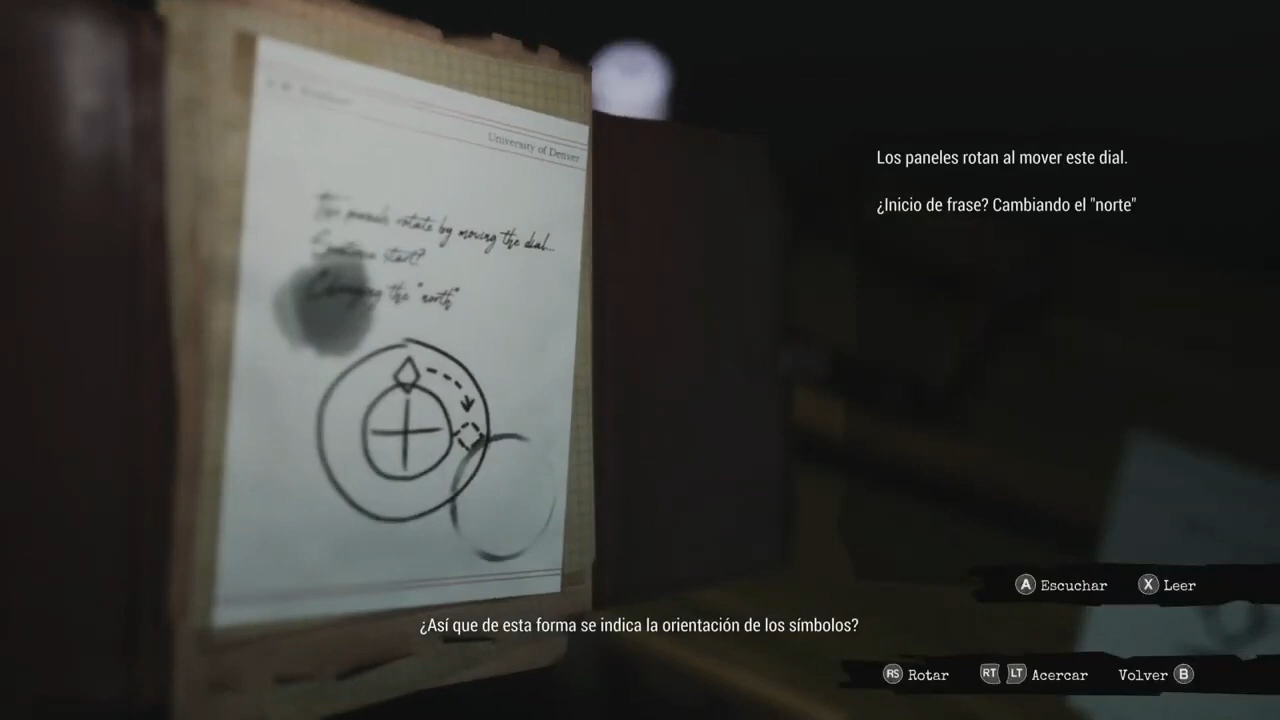 University of Denver
The panels rotate by moving the dial...
Sentence start?
Changing the "north"
Los paneles rotan al mover este dial.
¿Inicio de frase? Cambiando el "norte"
A Escuchar X Leer
¿Así que de esta forma se indica la orientación de los símbolos?
RS Rotar RT LT Acercar Volver B